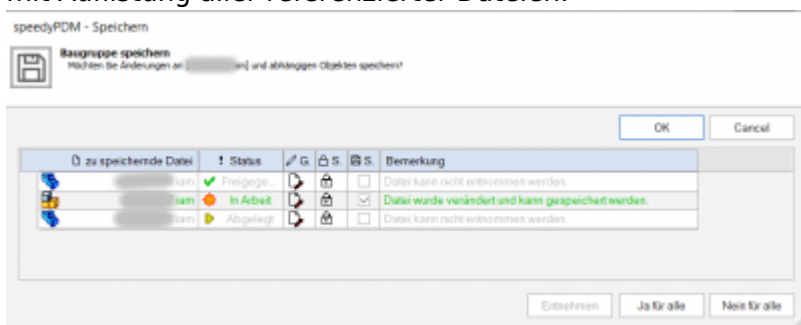 mit Auflistung aller referenzierter Dateien.
speedyPDM - Speichern
Baugruppe speichern
Möchten Sie Änderungen an [ am] und abhängigen Objekten speichern?
OK Cancel
zu speichernde Datei ! Status G. S. S. Bemerkung
iam Freigege... Datei kann nicht entnommen werden.
iam In Arbeit Datei wurde verändert und kann gespeichert werden.
iam Abgelegt Datei kann nicht entnommen werden.
Entnehmen Ja für alle Nein für alle